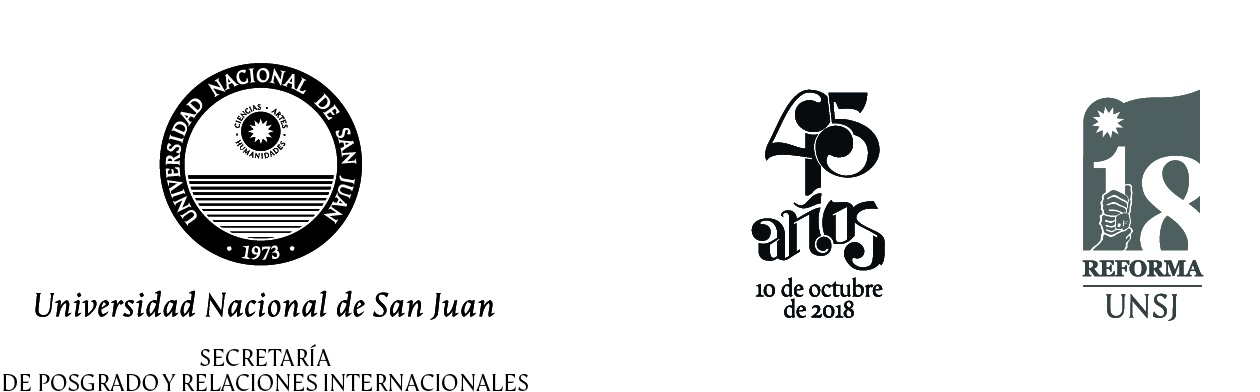 UNIVERSIDAD NACIONAL DE SAN JUAN
CIENCIAS • ARTES
• HUMANIDADES •
• 1973 •
Universidad Nacional de San Juan
SECRETARÍA
DE POSGRADO Y RELACIONES INTERNACIONALES
45
años
10 de octubre
de 2018
18
REFORMA
UNSJ